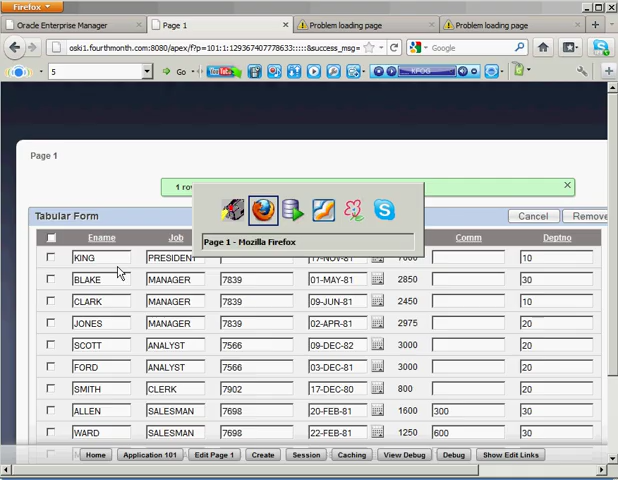 Firefox
Oracle Enterprise Manager
Page 1
Problem loading page
Problem loading page
oski1.fourthmonth.com:8080/apex/f?p=101:1:129367407778633:::::&success_msg=
Google
5
Go
KFOG
Page 1
1 row
Page 1 - Mozilla Firefox
Tabular Form
Cancel
Remove
Ename Job Comm Deptno
KING PRESIDENT 17-NOV-81 10
BLAKE MANAGER 7839 01-MAY-81 2850 30
CLARK MANAGER 7839 09-JUN-81 2450 10
JONES MANAGER 7839 02-APR-81 2975 20
SCOTT ANALYST 7566 09-DEC-82 3000 20
FORD ANALYST 7566 03-DEC-81 3000 20
SMITH CLERK 7902 17-DEC-80 800 20
ALLEN SALESMAN 7698 20-FEB-81 1600 300 30
WARD SALESMAN 7698 22-FEB-81 1250 600 30
Home Application 101 Edit Page 1 Create Session Caching View Debug Debug Show Edit Links